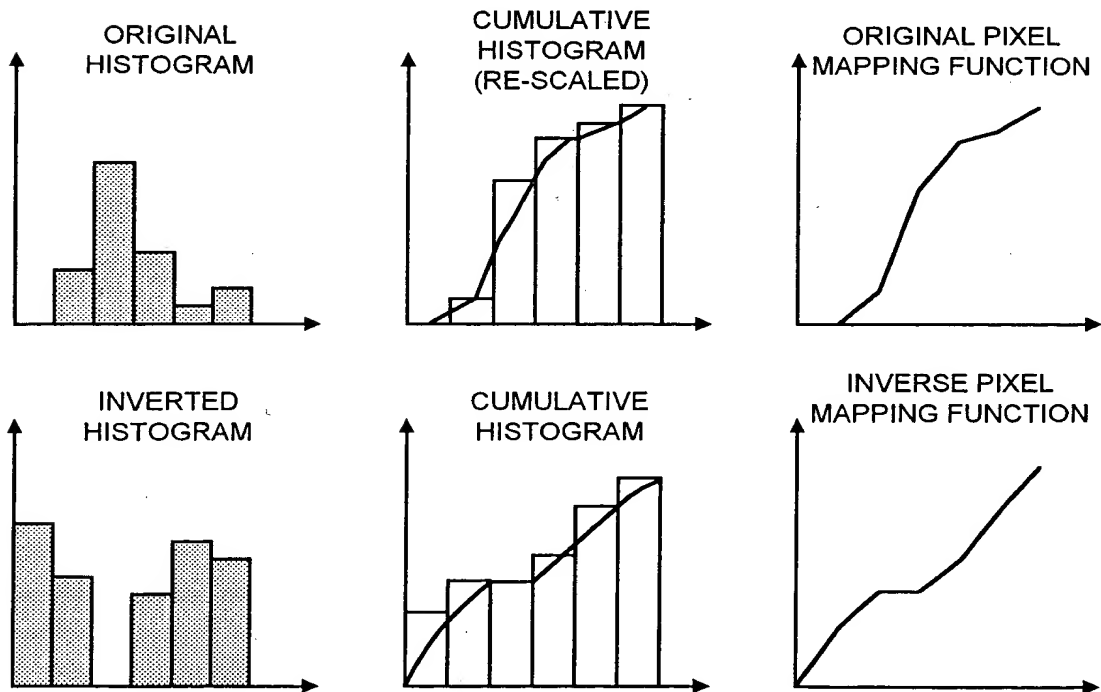 ORIGINAL
HISTOGRAM
CUMULATIVE
HISTOGRAM
(RE-SCALED)
ORIGINAL PIXEL
MAPPING FUNCTION
INVERTED
HISTOGRAM
CUMULATIVE
HISTOGRAM
INVERSE PIXEL
MAPPING FUNCTION